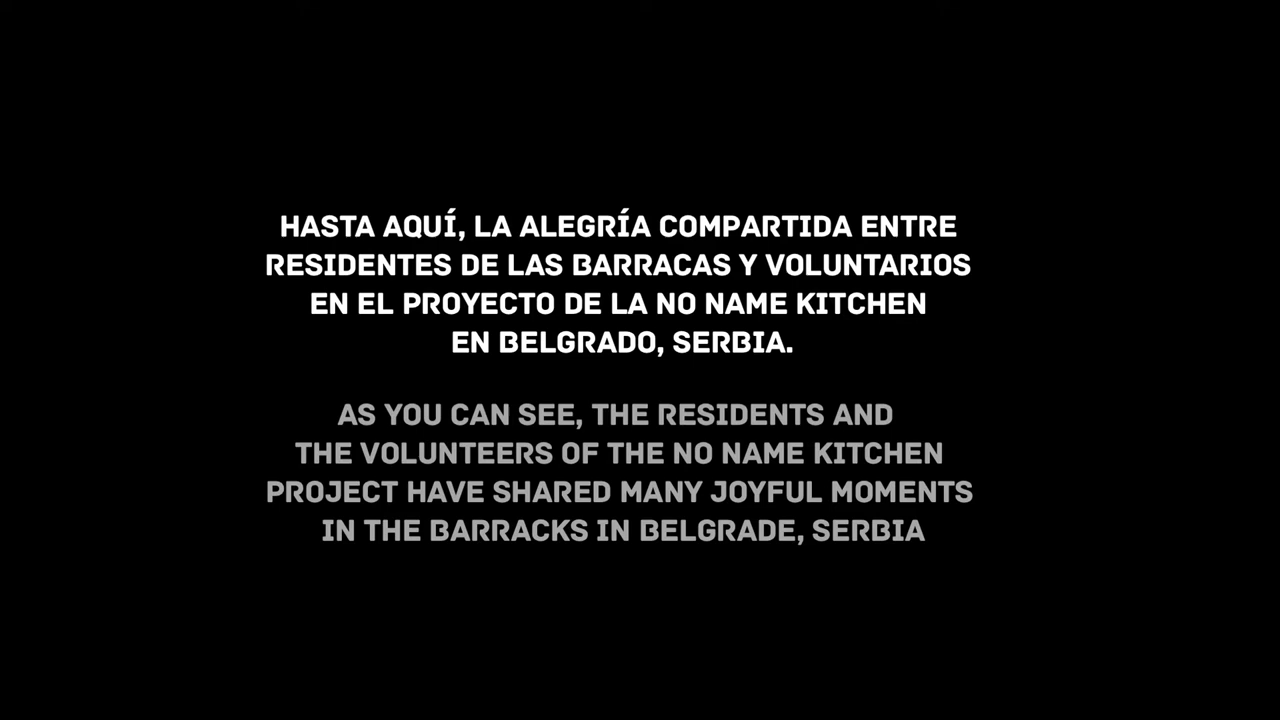 HASTA AQUÍ, LA ALEGRÍA COMPARTIDA ENTRE
RESIDENTES DE LAS BARRACAS Y VOLUNTARIOS
EN EL PROYECTO DE LA NO NAME KITCHEN
EN BELGRADO, SERBIA.
AS YOU CAN SEE, THE RESIDENTS AND
THE VOLUNTEERS OF THE NO NAME KITCHEN
PROJECT HAVE SHARED MANY JOYFUL MOMENTS
IN THE BARRACKS IN BELGRADE, SERBIA